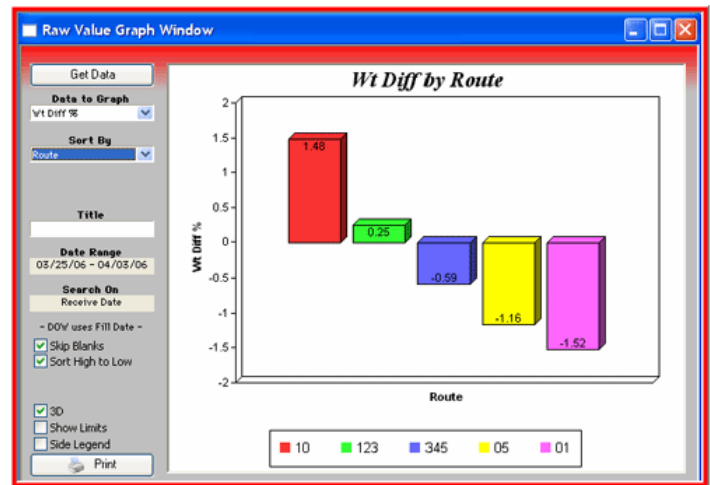 Raw Value Graph Window
Get Data
Data to Graph
Wt Diff %
Sort By
Route
Title
Date Range
03/25/06 - 04/03/06
Search On
Receive Date
- DOW uses Fill Date -
Skip Blanks
Sort High to Low
3D
Show Limits
Side Legend
Print
Wt Diff by Route
Wt Diff %
2
1.5
1
0.5
0
-0.5
-1
-1.5
-2
1.48
0.25
-0.59
-1.16
-1.52
Route
10 123 345 05 01